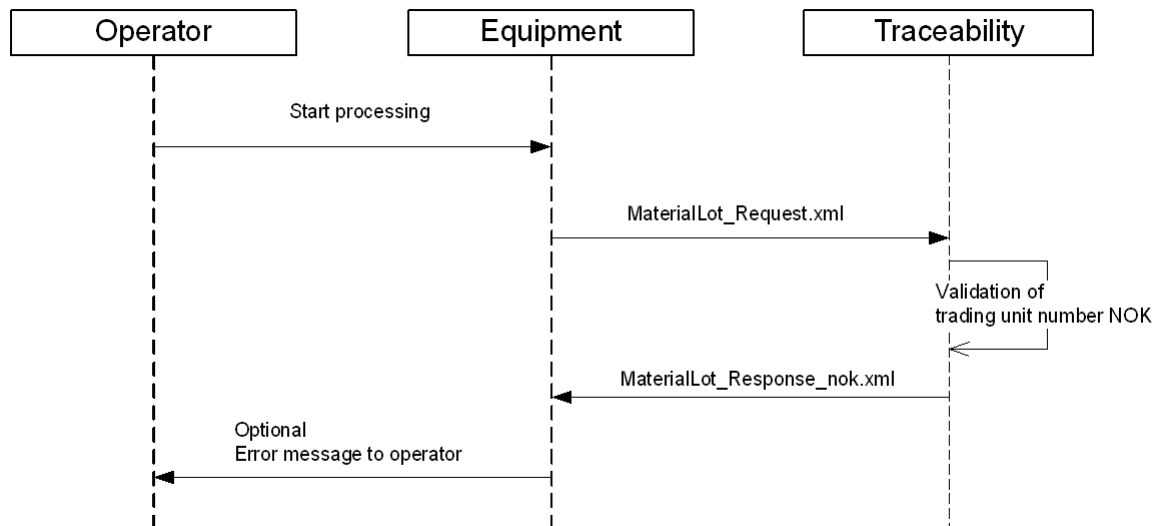 Operator
Equipment
Traceability
Start processing
MaterialLot_Request.xml
Validation of
trading unit number NOK
MaterialLot_Response_nok.xml
Optional
Error message to operator